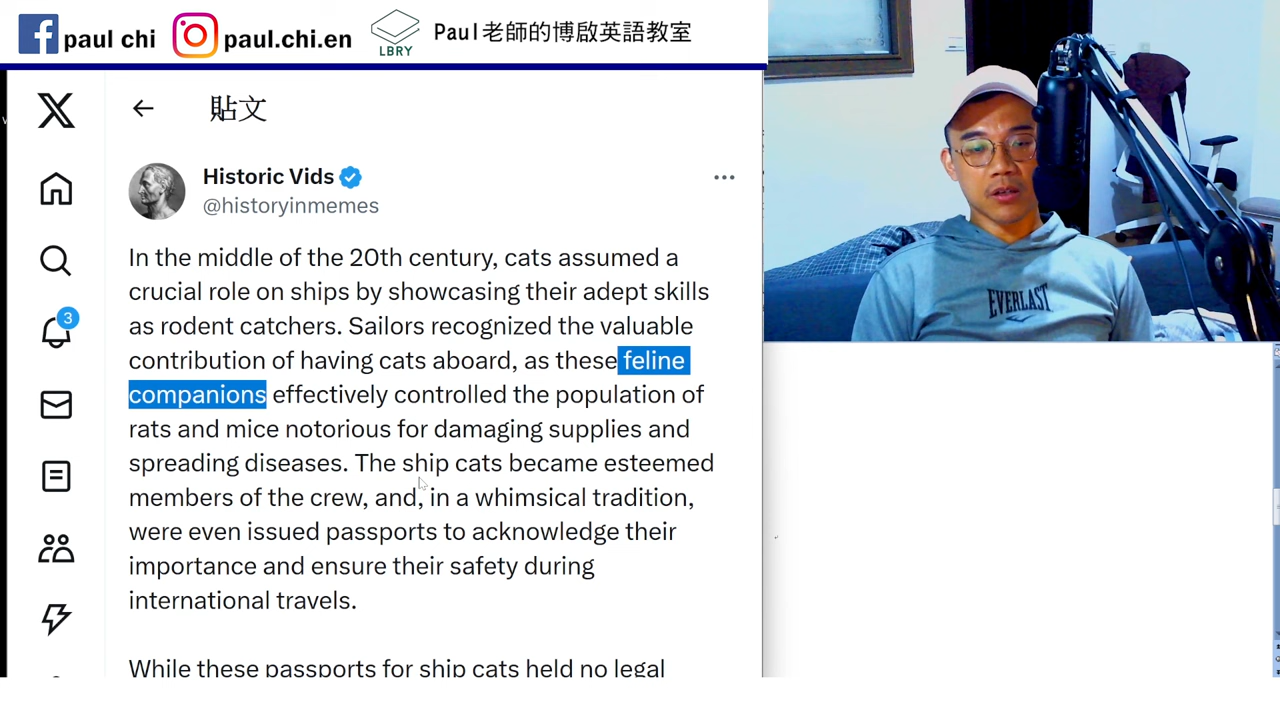 paul chi
paul.chi.en
LBRY
Paul老師的博啟英語教室
貼文
Historic Vids
@historyinmemes
3
In the middle of the 20th century, cats assumed a
crucial role on ships by showcasing their adept skills
as rodent catchers. Sailors recognized the valuable
contribution of having cats aboard, as these feline
companions effectively controlled the population of
rats and mice notorious for damaging supplies and
spreading diseases. The ship cats became esteemed
members of the crew, and, in a whimsical tradition,
were even issued passports to acknowledge their
importance and ensure their safety during
international travels.
While these passports for ship cats held no legal
EVERLAST